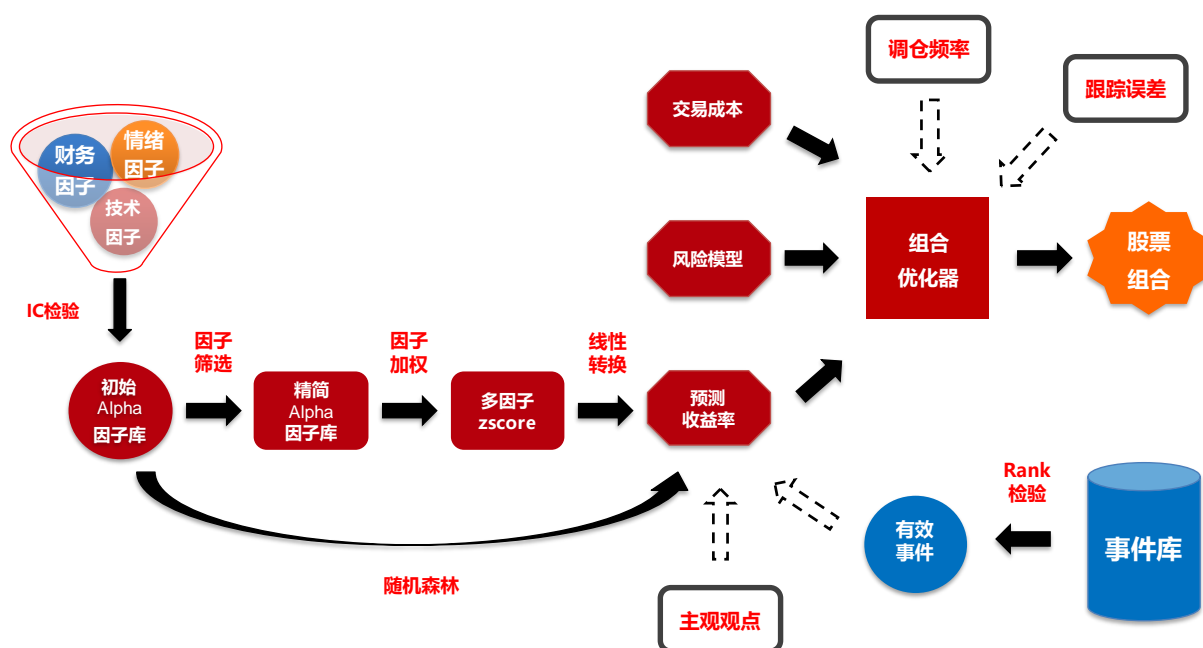 调仓频率
跟踪误差
交易成本
情绪
因子
财务
因子
技术
因子
风险模型
组合
优化器
股票
组合
IC检验
因子
筛选
因子
加权
线性
转换
初始
Alpha
因子库
精简
Alpha
因子库
多因子
zscore
预测
收益率
Rank
检验
有效
事件
事件库
随机森林
主观观点